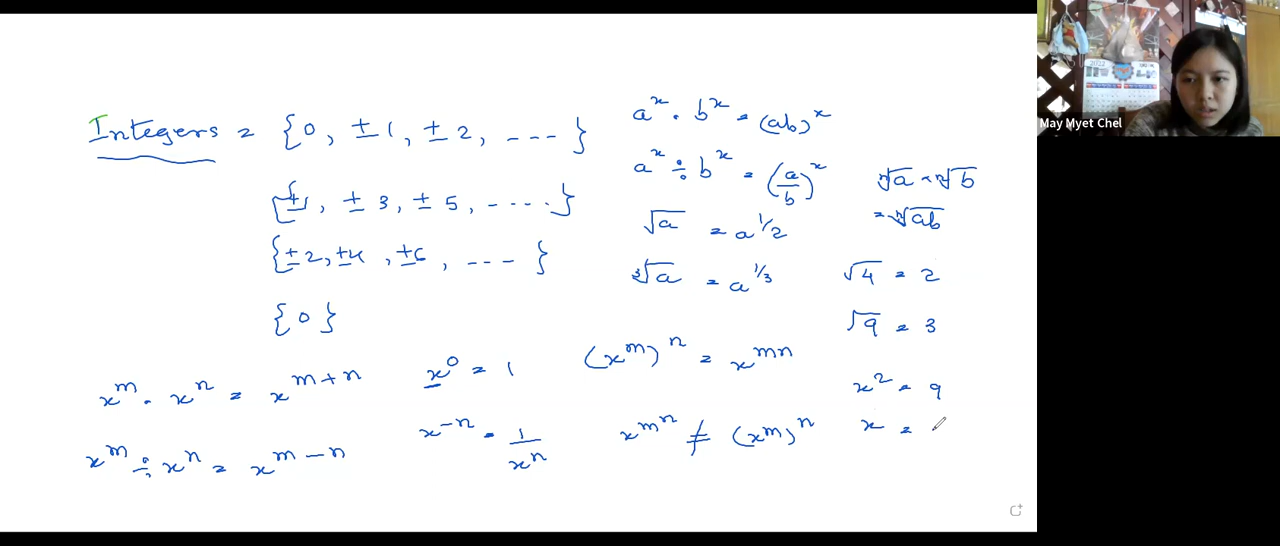 Integers = {0, ±1, ±2, ---}
{±1, ±3, ±5, ----}
{±2, ±4, ±6, ---}
{0}
x^m · x^n = x^{m+n}
x^m ÷ x^n = x^{m-n}
x^0 = 1
x^{-n} = 1/x^n
a^x · b^x = (ab)^x
a^x ÷ b^x = (a/b)^x
√a = a^{1/2}
∛a = a^{1/3}
(x^m)^n = x^{mn}
x^{m^n} ≠ (x^m)^n
ⁿ√a × ⁿ√b
= ⁿ√ab
√4 = 2
√9 = 3
x^2 = 9
x =
May Myet Chel